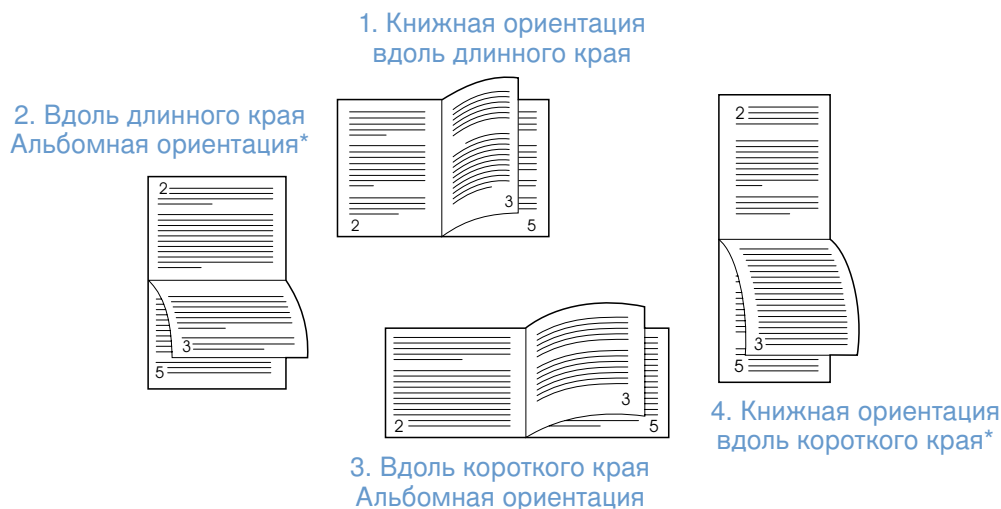 1. Книжная ориентация
вдоль длинного края
2. Вдоль длинного края
Альбомная ориентация*
2
3
5
2
3
5
2
3
5
2
3
5
3. Вдоль короткого края
Альбомная ориентация
4. Книжная ориентация
вдоль короткого края*